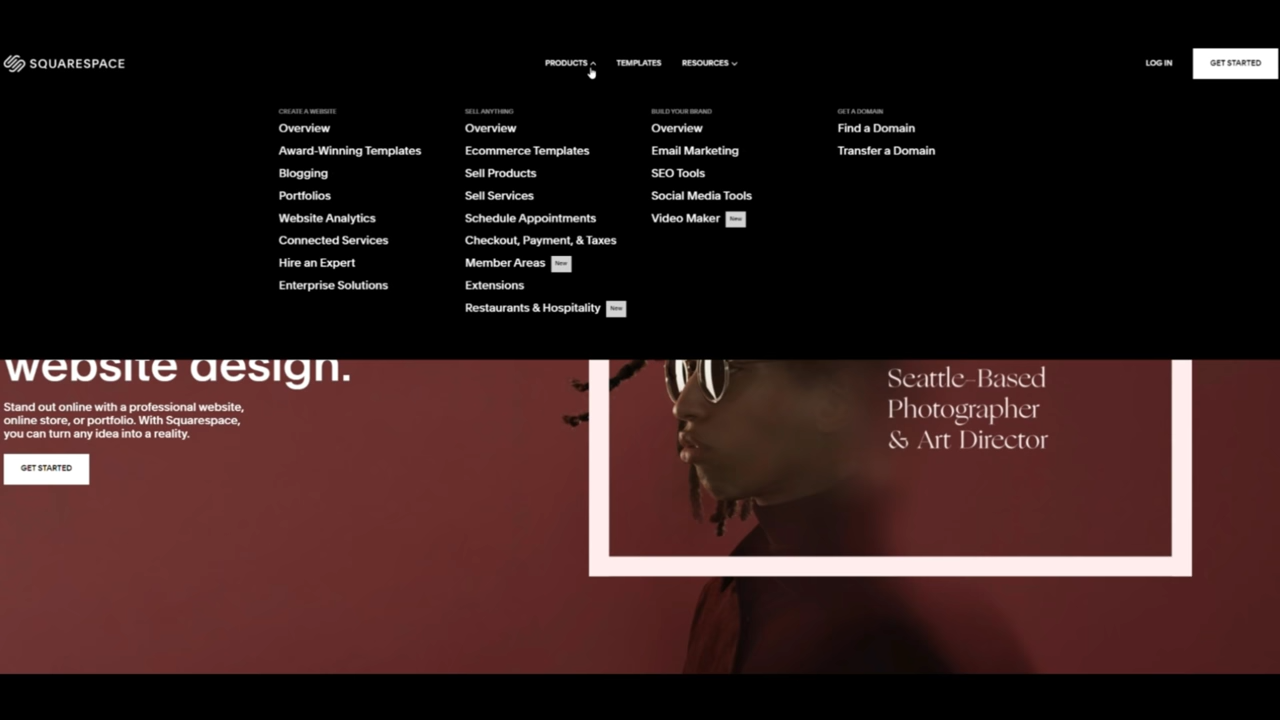 SQUARESPACE
PRODUCTS
TEMPLATES
RESOURCES
LOG IN
GET STARTED
CREATE A WEBSITE
Overview
Award-Winning Templates
Blogging
Portfolios
Website Analytics
Connected Services
Hire an Expert
Enterprise Solutions
SELL ANYTHING
Overview
Ecommerce Templates
Sell Products
Sell Services
Schedule Appointments
Checkout, Payment, & Taxes
Member Areas New
Extensions
Restaurants & Hospitality New
BUILD YOUR BRAND
Overview
Email Marketing
SEO Tools
Social Media Tools
Video Maker New
GET A DOMAIN
Find a Domain
Transfer a Domain
website design.
Stand out online with a professional website,
online store, or portfolio. With Squarespace,
you can turn any idea into a reality.
GET STARTED
Seattle-Based
Photographer
& Art Director